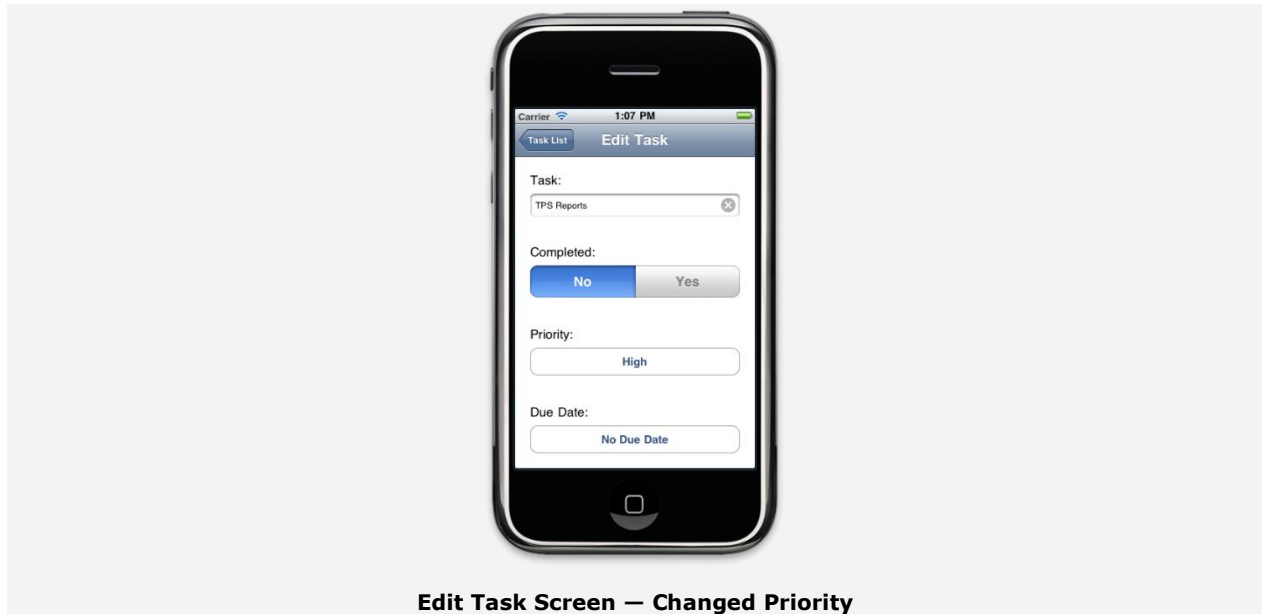 Carrier 1:07 PM
Task List Edit Task
Task:
TPS Reports
Completed:
No Yes
Priority:
High
Due Date:
No Due Date
Edit Task Screen — Changed Priority